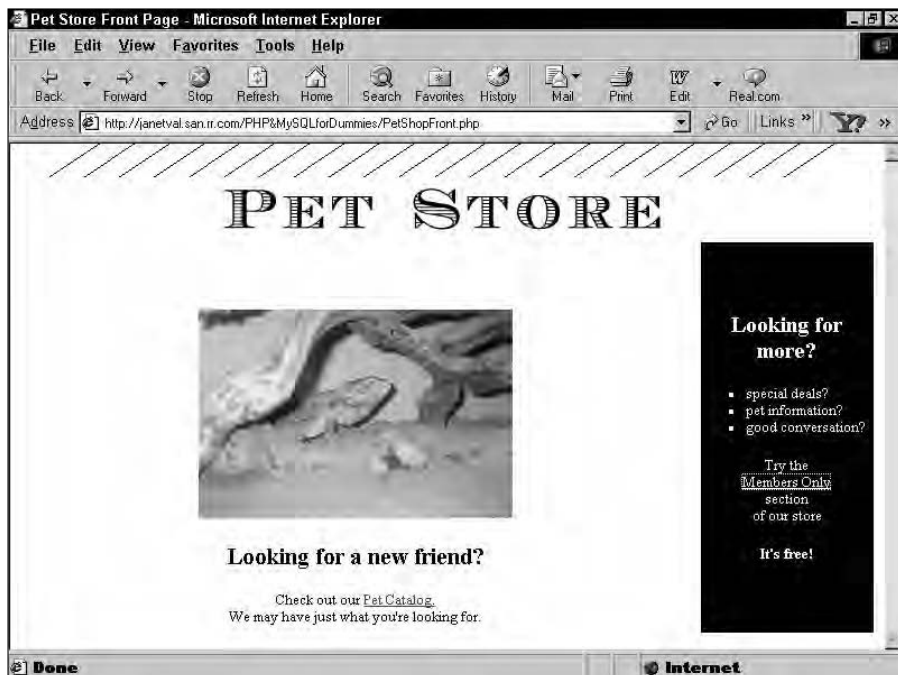 Pet Store Front Page - Microsoft Internet Explorer
File Edit View Favorites Tools Help
Back Forward Stop Refresh Home Search Favorites History Mail Print Edit Real.com
Address http://janetval.san.rr.com/PHP&MySQLforDummies/PetShopFront.php Go Links »
PET STORE
Looking for
more?
special deals?
pet information?
good conversation?
Try the
Members Only
section
of our store
It's free!
Looking for a new friend?
Check out our Pet Catalog.
We may have just what you're looking for.
Done Internet